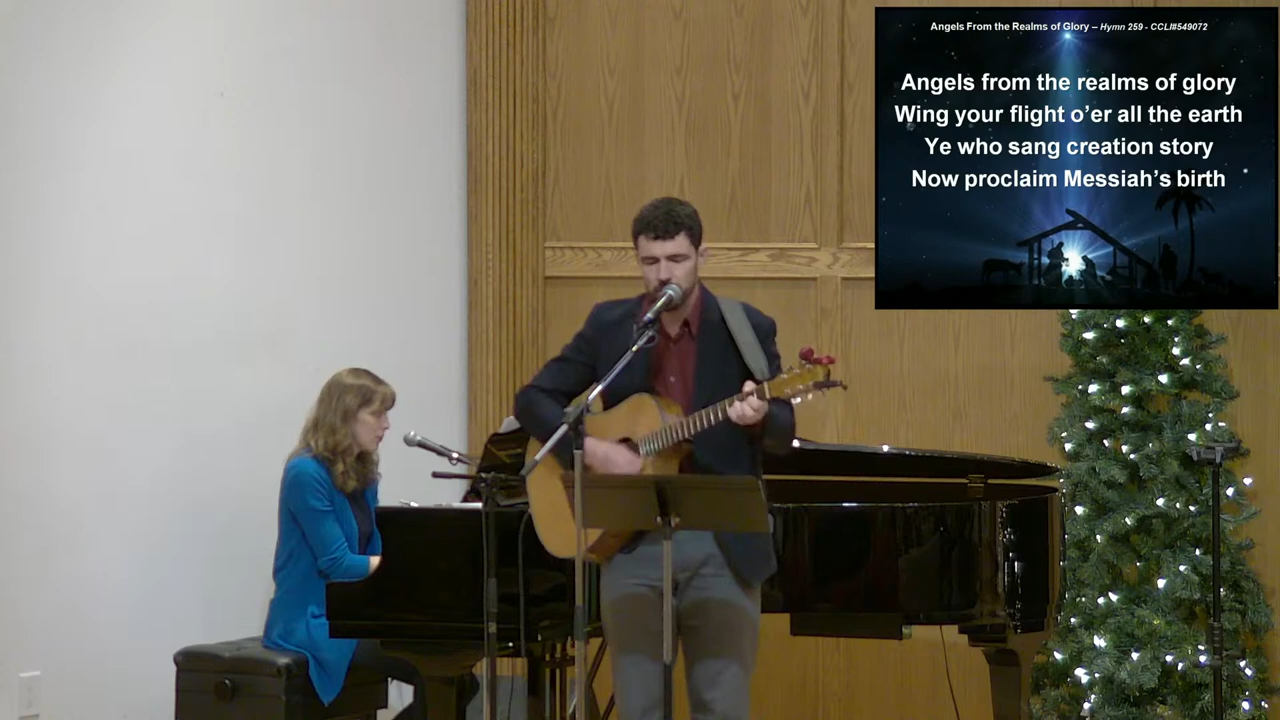 Angels From the Realms of Glory – Hymn 259 - CCLI#549072
Angels from the realms of glory
Wing your flight o’er all the earth
Ye who sang creation story
Now proclaim Messiah’s birth